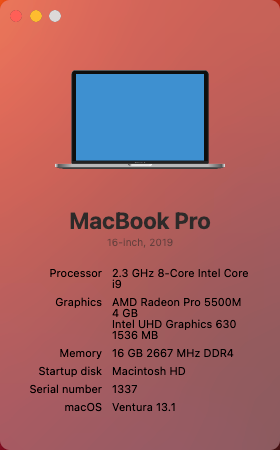 MacBook Pro
16-inch, 2019
Processor 2.3 GHz 8-Core Intel Core
i9
Graphics AMD Radeon Pro 5500M
4 GB
Intel UHD Graphics 630
1536 MB
Memory 16 GB 2667 MHz DDR4
Startup disk Macintosh HD
Serial number 1337
macOS Ventura 13.1